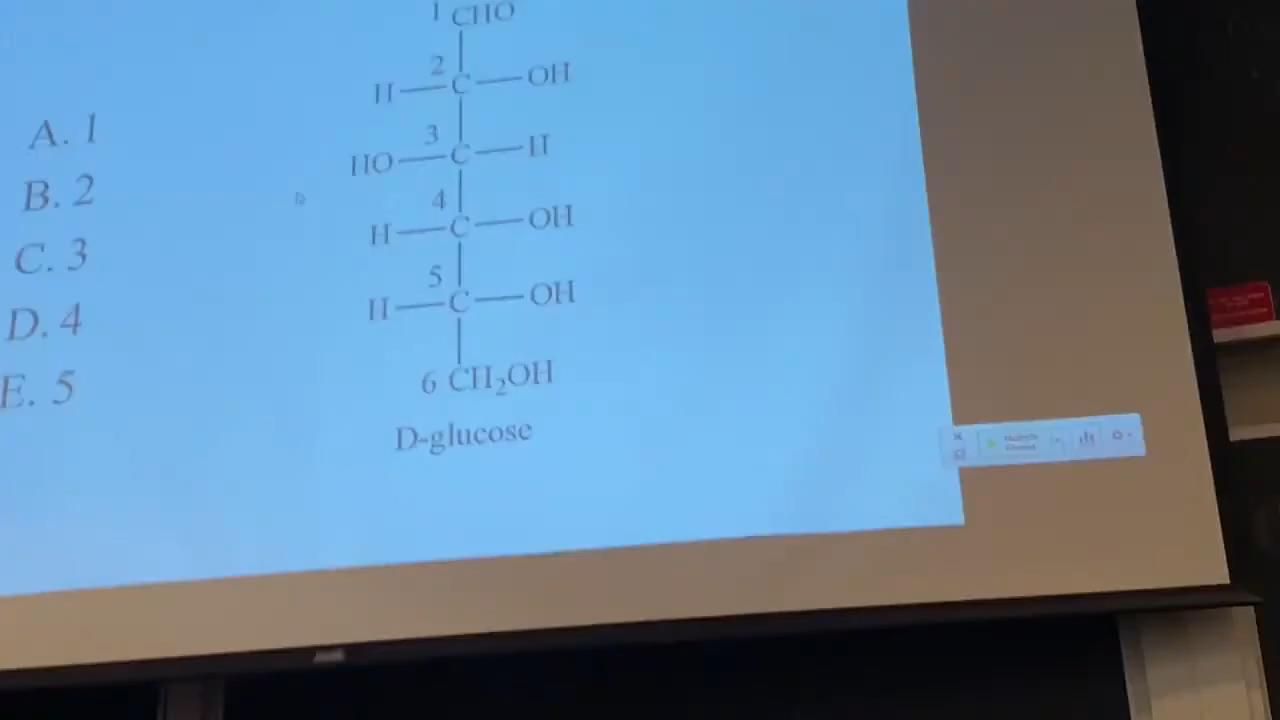 1 CHO
2
H—C—OH
3
HO—C—H
4
H—C—OH
5
H—C—OH
6 CH₂OH
D-glucose
A. 1
B. 2
C. 3
D. 4
E. 5